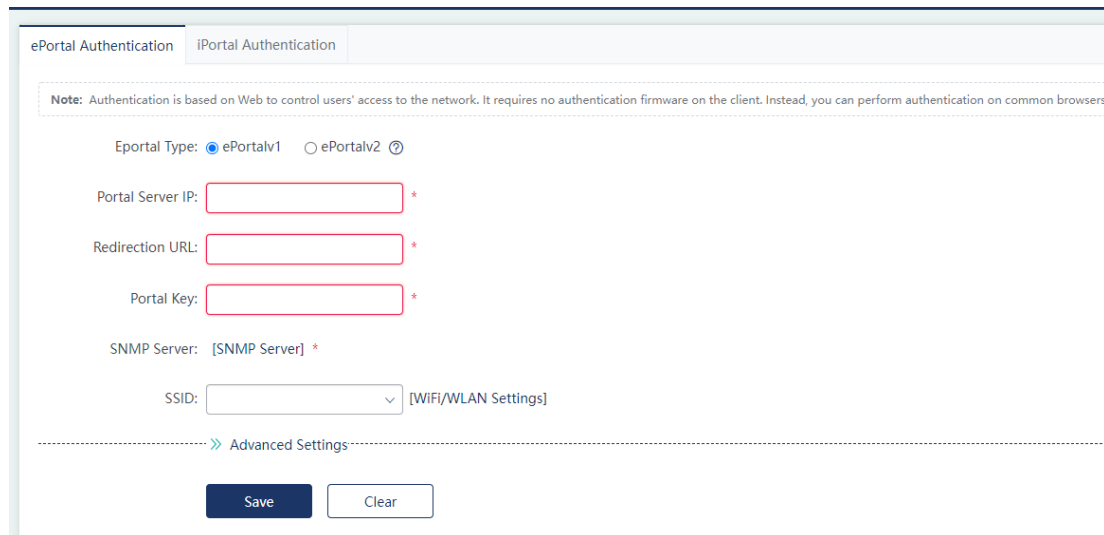 ePortal Authentication iPortal Authentication
Note: Authentication is based on Web to control users' access to the network. It requires no authentication firmware on the client. Instead, you can perform authentication on common browsers
Eportal Type: ePortalv1 ePortalv2 ?
Portal Server IP: *
Redirection URL: *
Portal Key: *
SNMP Server: [SNMP Server] *
SSID: [WiFi/WLAN Settings]
Advanced Settings
Save Clear